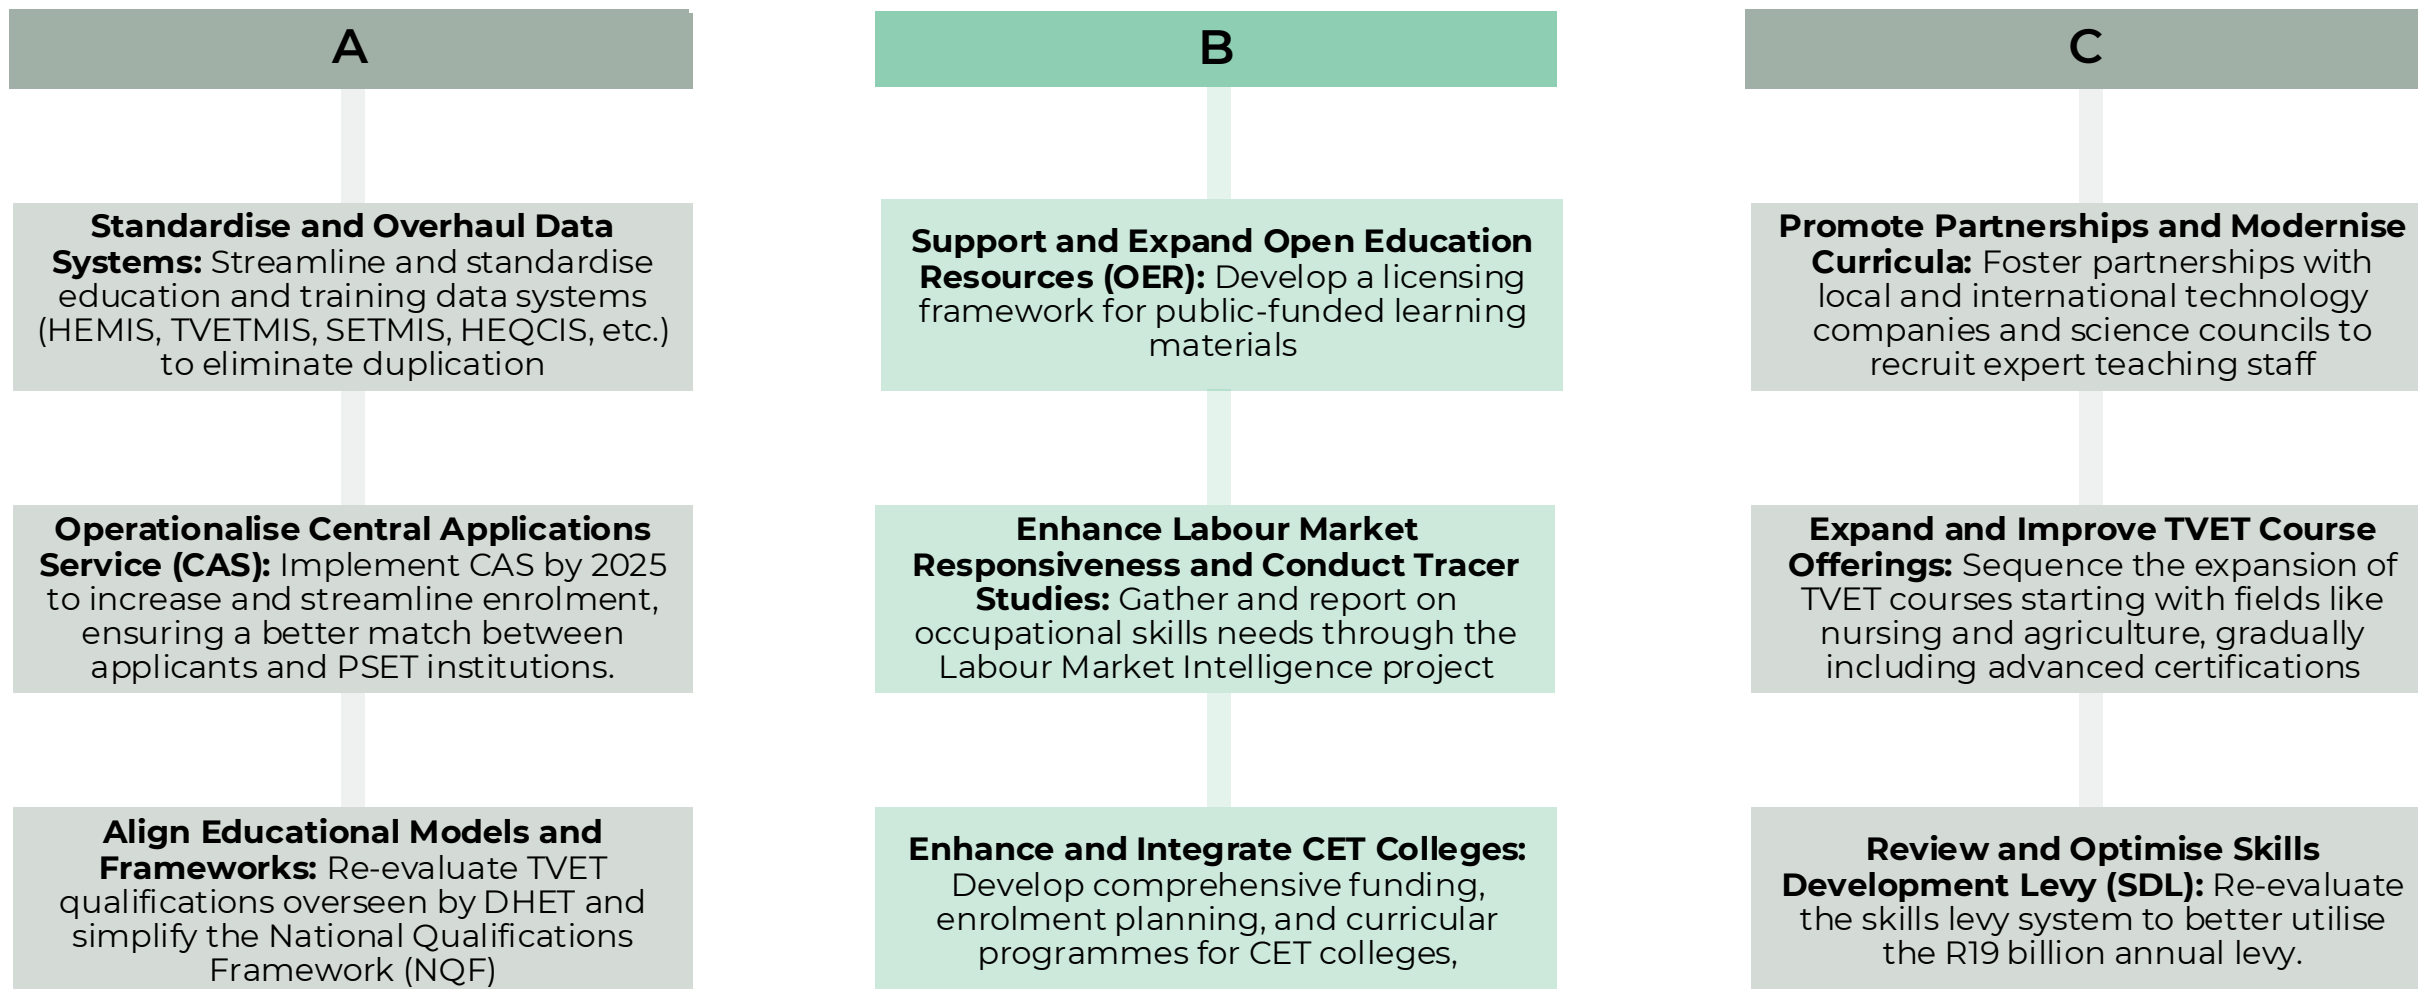 A
Standardise and Overhaul Data
Systems: Streamline and standardise
education and training data systems
(HEMIS, TVETMIS, SETMIS, HEQCIS, etc.)
to eliminate duplication
Operationalise Central Applications
Service (CAS): Implement CAS by 2025
to increase and streamline enrolment,
ensuring a better match between
applicants and PSET institutions.
Align Educational Models and
Frameworks: Re-evaluate TVET
qualifications overseen by DHET and
simplify the National Qualifications
Framework (NQF)
B
Support and Expand Open Education
Resources (OER): Develop a licensing
framework for public-funded learning
materials
Enhance Labour Market
Responsiveness and Conduct Tracer
Studies: Gather and report on
occupational skills needs through the
Labour Market Intelligence project
Enhance and Integrate CET Colleges:
Develop comprehensive funding,
enrolment planning, and curricular
programmes for CET colleges,
C
Promote Partnerships and Modernise
Curricula: Foster partnerships with
local and international technology
companies and science councils to
recruit expert teaching staff
Expand and Improve TVET Course
Offerings: Sequence the expansion of
TVET courses starting with fields like
nursing and agriculture, gradually
including advanced certifications
Review and Optimise Skills
Development Levy (SDL): Re-evaluate
the skills levy system to better utilise
the R19 billion annual levy.